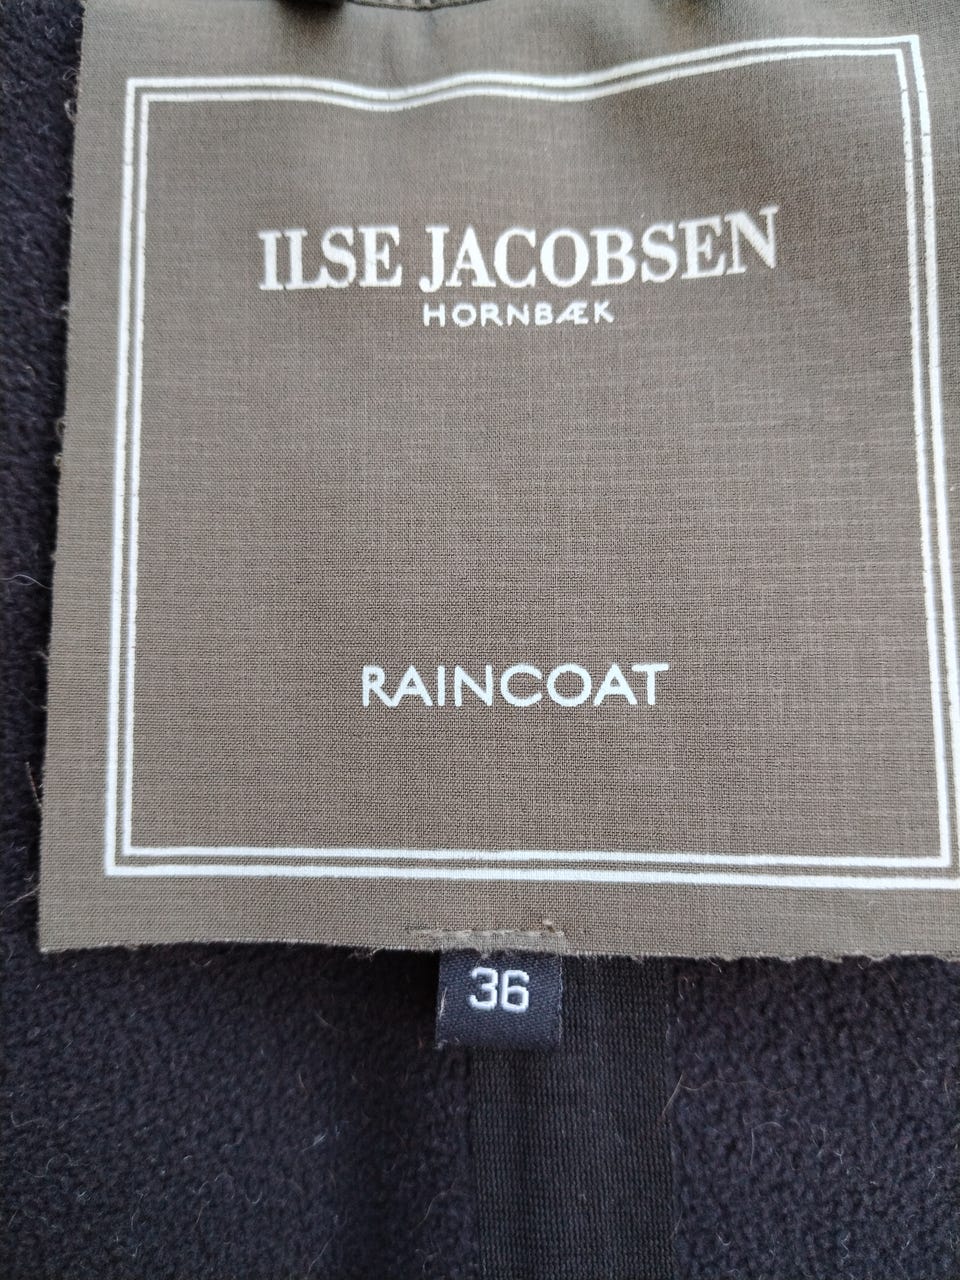 ILSE JACOBSEN
HORNBÆK
RAINCOAT
36